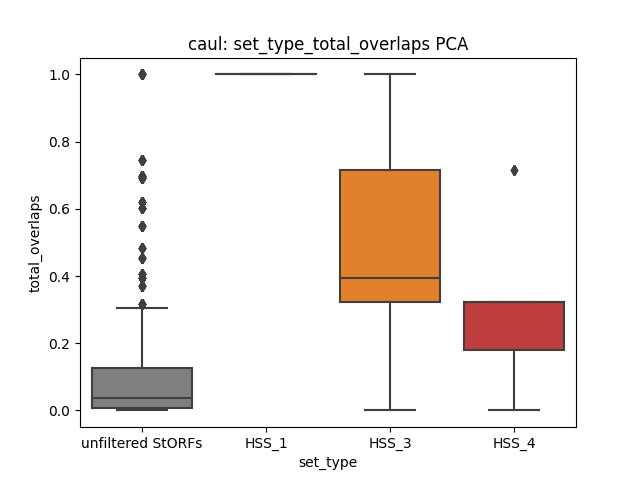 caul: set_type_total_overlaps PCA
1.0
0.8
0.6
0.4
0.2
0.0
total_overlaps
unfiltered StORFs HSS_1 HSS_3 HSS_4
set_type